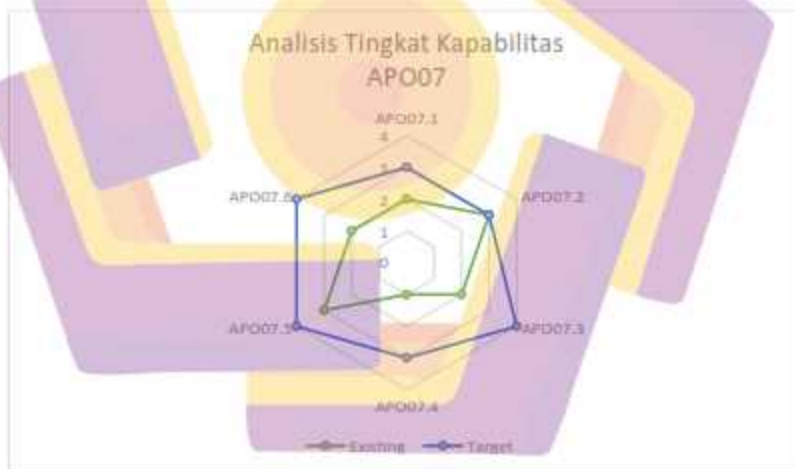 Analisis Tingkat Kapabilitas
APO07
APO07.1
4
3
2
1
0
APO07.2
APO07.3
APO07.4
APO07.5
APO07.6
Existing
Target